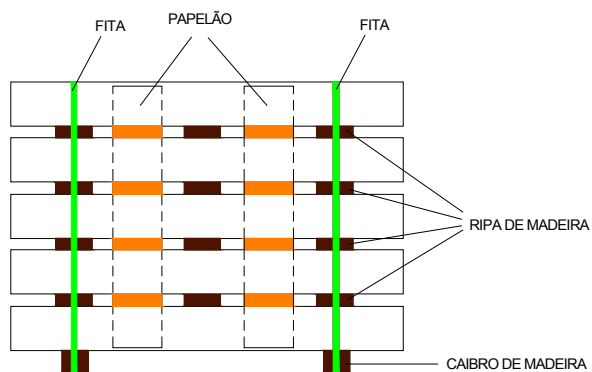 PAPELÃO
FITA
FITA
RIPA DE MADEIRA
CAIBRO DE MADEIRA